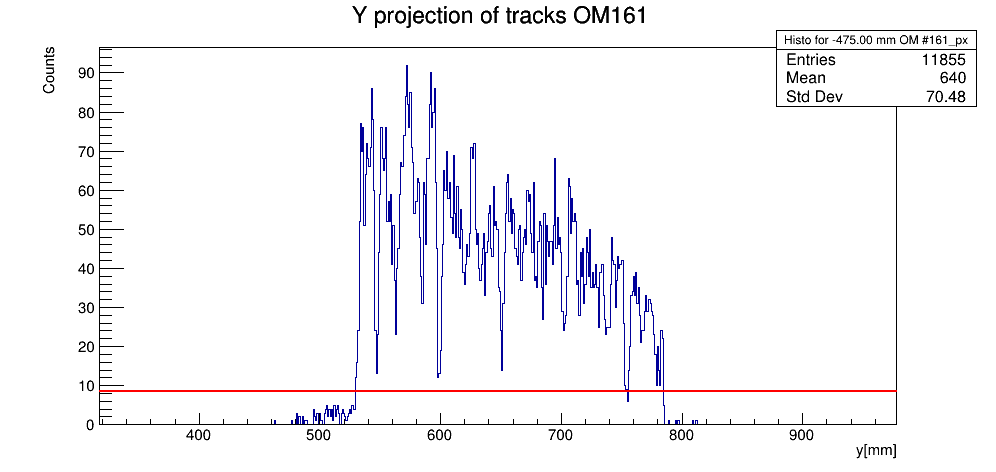 Y projection of tracks OM161
Histo for -475.00 mm OM #161_px
Entries 11855
Mean 640
Std Dev 70.48
Counts
90
80
70
60
50
40
30
20
10
0
400 500 600 700 800 900
y[mm]